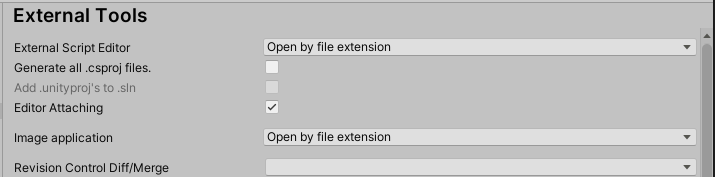 External Tools
External Script Editor Open by file extension
Generate all .csproj files.
Add .unityproj's to .sln
Editor Attaching
Image application Open by file extension
Revision Control Diff/Merge